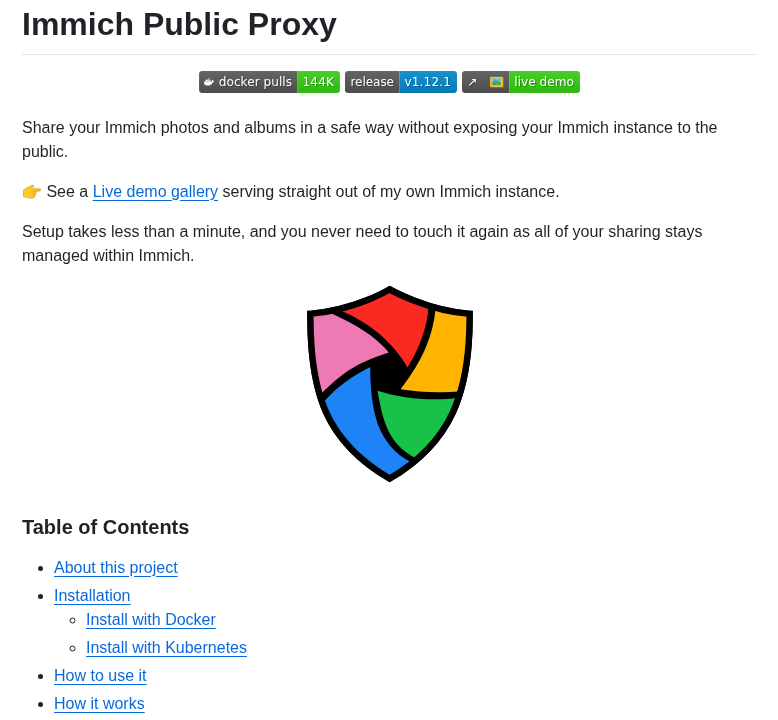 Immich Public Proxy
docker pulls 144K release v1.12.1 ↗ live demo
Share your Immich photos and albums in a safe way without exposing your Immich instance to the
public.
👉 See a Live demo gallery serving straight out of my own Immich instance.
Setup takes less than a minute, and you never need to touch it again as all of your sharing stays
managed within Immich.
Table of Contents
About this project
Installation
Install with Docker
Install with Kubernetes
How to use it
How it works